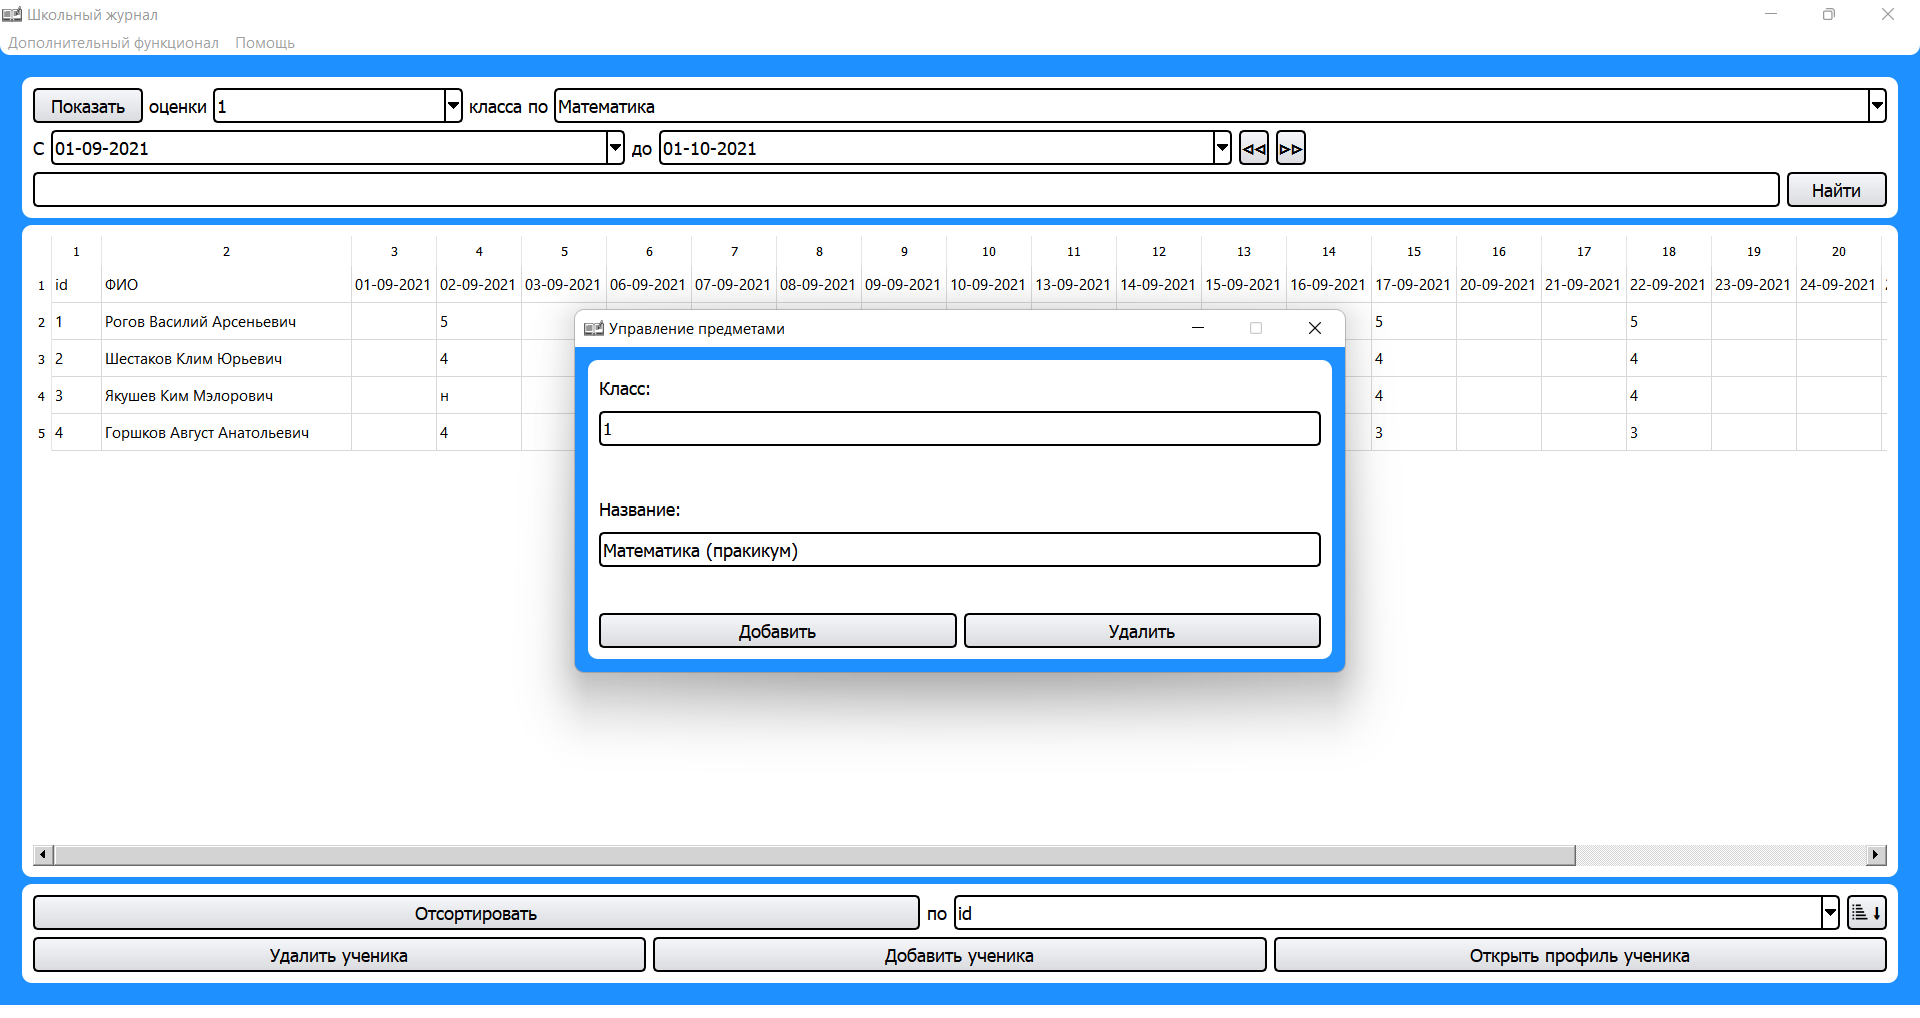 Школьный журнал
Дополнительный функционал Помощь
Показать оценки 1 класса по Математика
С 01-09-2021 до 01-10-2021
Найти
1 2 3 4 5 6 7 8 9 10 11 12 13 14 15 16 17 18 19 20
1 id ФИО 01-09-2021 02-09-2021 03-09-2021 06-09-2021 07-09-2021 08-09-2021 09-09-2021 10-09-2021 13-09-2021 14-09-2021 15-09-2021 16-09-2021 17-09-2021 20-09-2021 21-09-2021 22-09-2021 23-09-2021 24-09-2021
2 1 Рогов Василий Арсеньевич 5 5 5
3 2 Шестаков Клим Юрьевич 4 4 4
4 3 Якушев Ким Мэлорович н 4 4
5 4 Горшков Август Анатольевич 4 3 3
Управление предметами
Класс:
1
Название:
Математика (пракикум)
Добавить Удалить
Отсортировать по id
Удалить ученика Добавить ученика Открыть профиль ученика